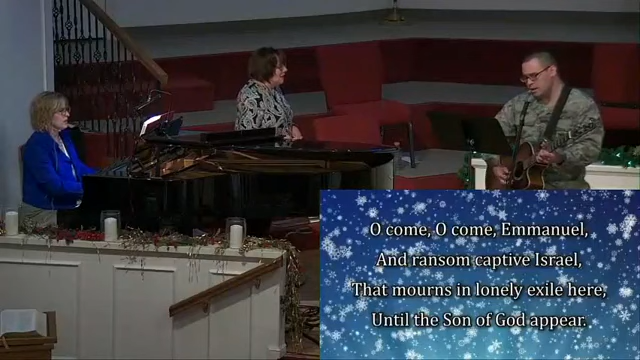 O come, O come, Emmanuel,
And ransom captive Israel,
That mourns in lonely exile here,
Until the Son of God appear.